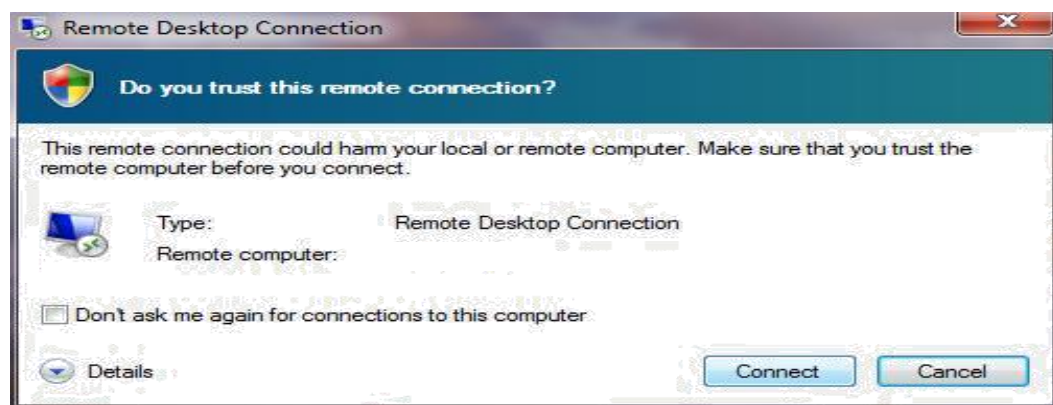 Remote Desktop Connection
Do you trust this remote connection?
This remote connection could harm your local or remote computer. Make sure that you trust the
remote computer before you connect.
Type: Remote Desktop Connection
Remote computer:
Don't ask me again for connections to this computer
Details Connect Cancel